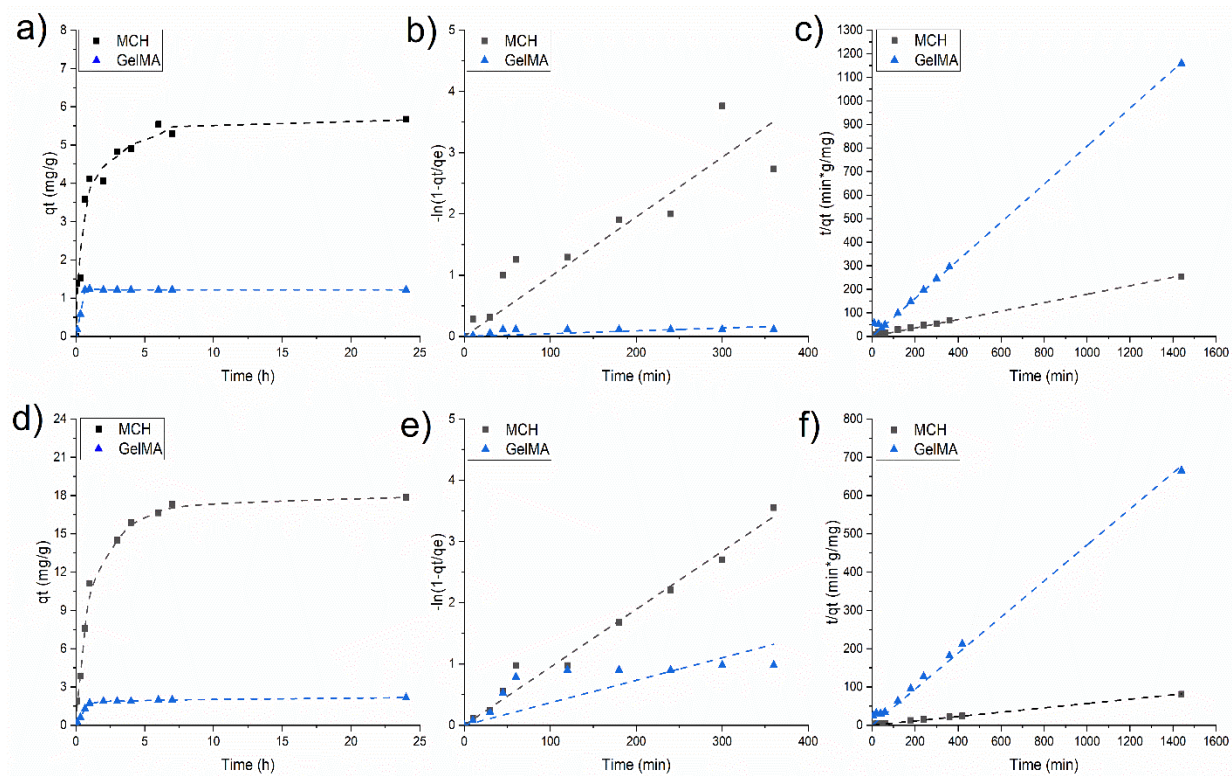 a)
MCH
GelMA
8
7
6
5
4
3
2
1
0
qt (mg/g)
0 5 10 15 20 25
Time (h)
b)
MCH
GelMA
5
4
3
2
1
0
-ln(1-qt/qe)
0 100 200 300 400
Time (min)
c)
MCH
GelMA
1300
1200
1100
1000
900
800
700
600
500
400
300
200
100
0
t/qt (min*g/mg)
0 200 400 600 800 1000 1200 1400 1600
Time (min)
d)
MCH
GelMA
24
21
18
15
12
9
6
3
0
qt (mg/g)
0 5 10 15 20 25
Time (h)
e)
MCH
GelMA
5
4
3
2
1
0
-ln(1-qt/qe)
0 100 200 300 400
Time (min)
f)
MCH
GelMA
800
700
600
500
400
300
200
100
0
t/qt (min*g/mg)
0 200 400 600 800 1000 1200 1400 1600
Time (min)